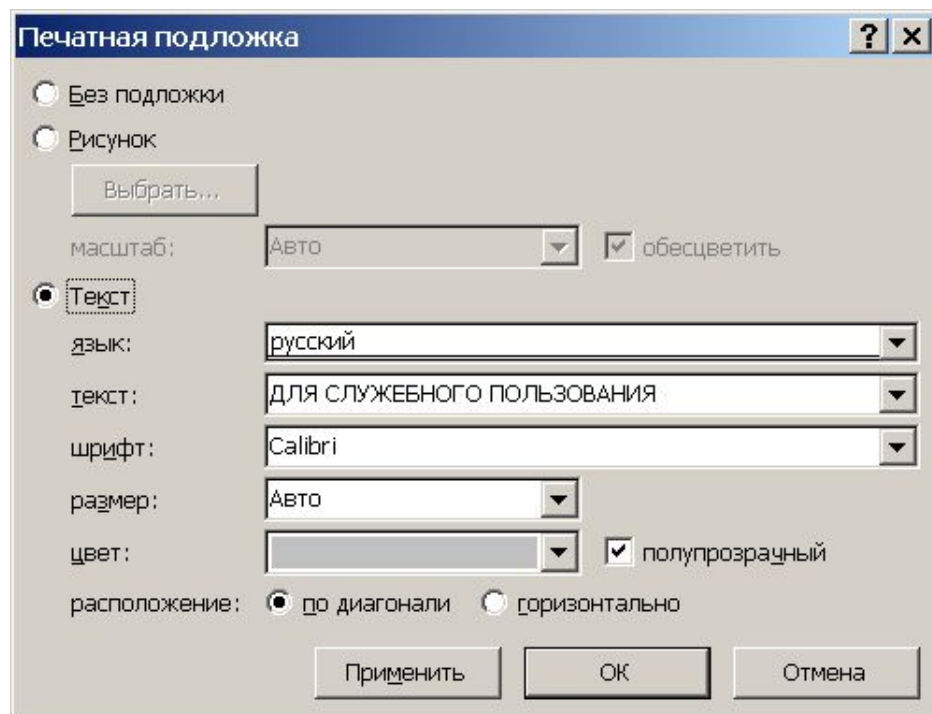 Печатная подложка
Без подложки
Рисунок
Выбрать...
масштаб: Авто обесцветить
Текст
язык: русский
текст: ДЛЯ СЛУЖЕБНОГО ПОЛЬЗОВАНИЯ
шрифт: Calibri
размер: Авто
цвет: полупрозрачный
расположение: по диагонали горизонтально
Применить ОК Отмена